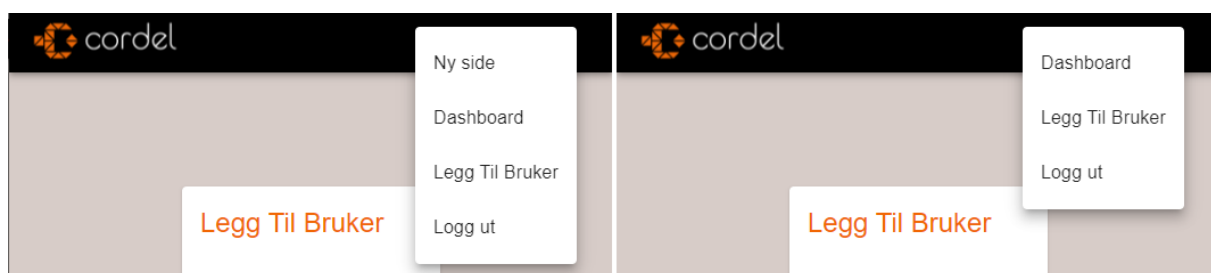 cordel
Ny side
Dashboard
Legg Til Bruker
Logg ut
Legg Til Bruker
cordel
Dashboard
Legg Til Bruker
Logg ut
Legg Til Bruker